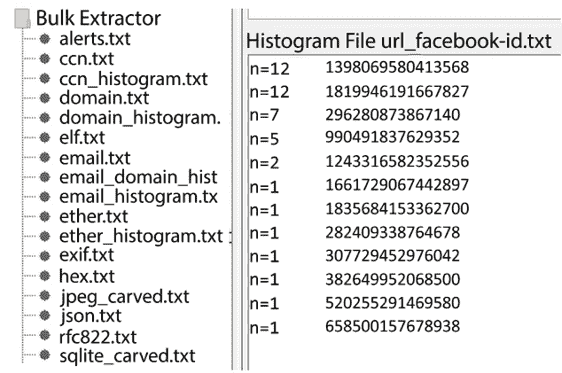 Bulk Extractor
alerts.txt
ccn.txt
ccn_histogram.txt
domain.txt
domain_histogram.
elf.txt
email.txt
email_domain_hist
email_histogram.tx
ether.txt
ether_histogram.txt :
exif.txt
hex.txt
jpeg_carved.txt
json.txt
rfc822.txt
sqlite_carved.txt
Histogram File url_facebook-id.txt
n=12 1398069580413568
n=12 1819946191667827
n=7 296280873867140
n=5 990491837629352
n=2 1243316582352556
n=1 1661729067442897
n=1 1835684153362700
n=1 282409338764678
n=1 307729452976042
n=1 382649952068500
n=1 520255291469580
n=1 658500157678938